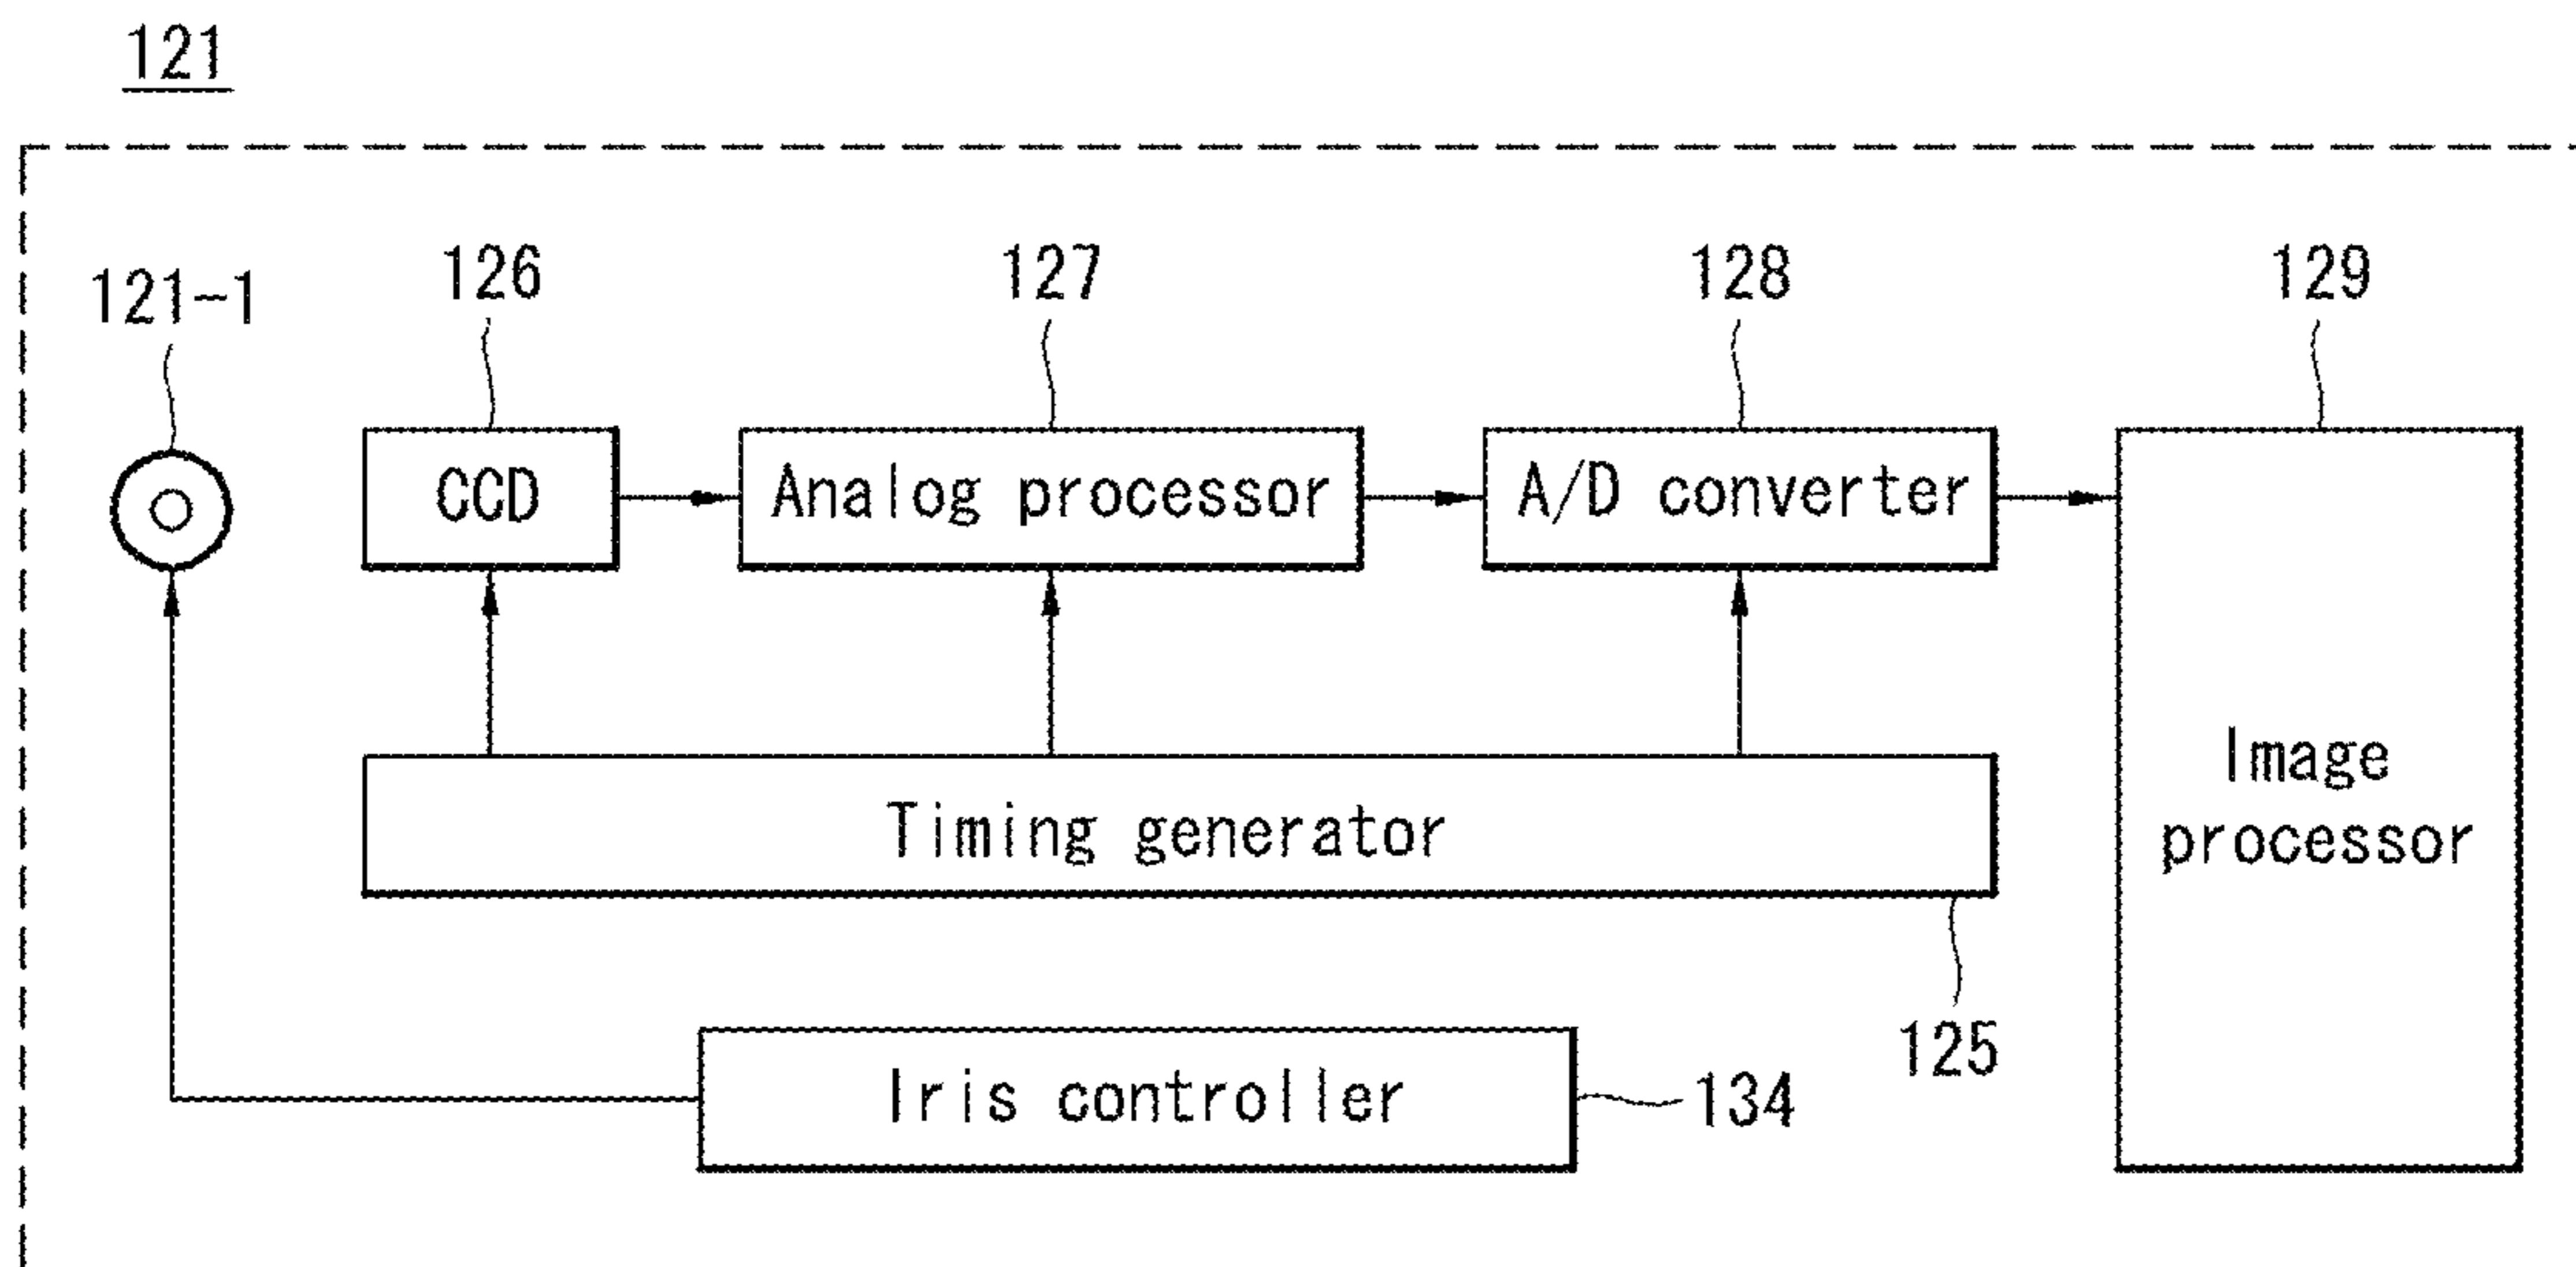 121
121-1
126
127
128
129
CCD
Analog processor
A/D converter
Image
processor
Timing generator
125
Iris controller
134